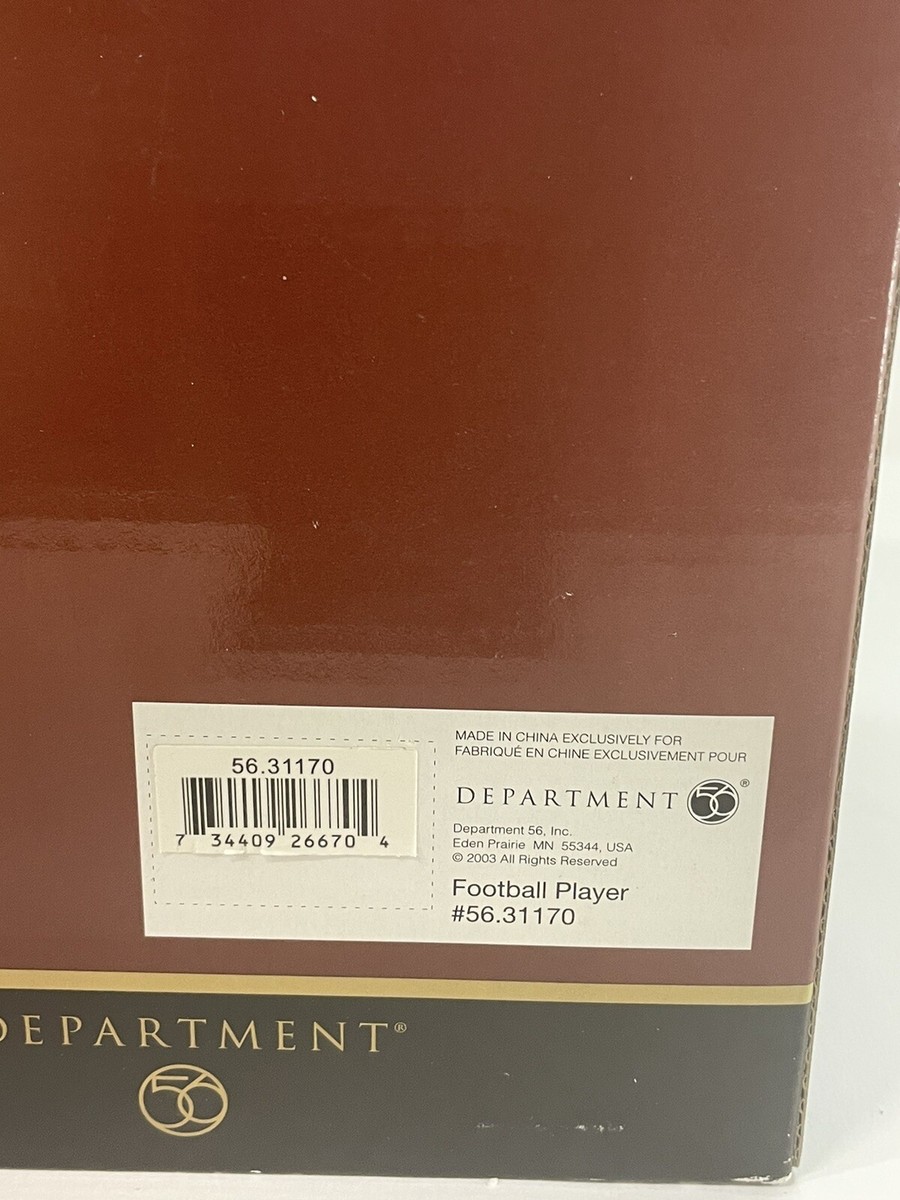 56.31170
7 34409 26670 4
MADE IN CHINA EXCLUSIVELY FOR
FABRIQUÉ EN CHINE EXCLUSIVEMENT POUR
DEPARTMENT 56®
Department 56, Inc.
Eden Prairie MN 55344, USA
© 2003 All Rights Reserved
Football Player
#56.31170
DEPARTMENT®
56